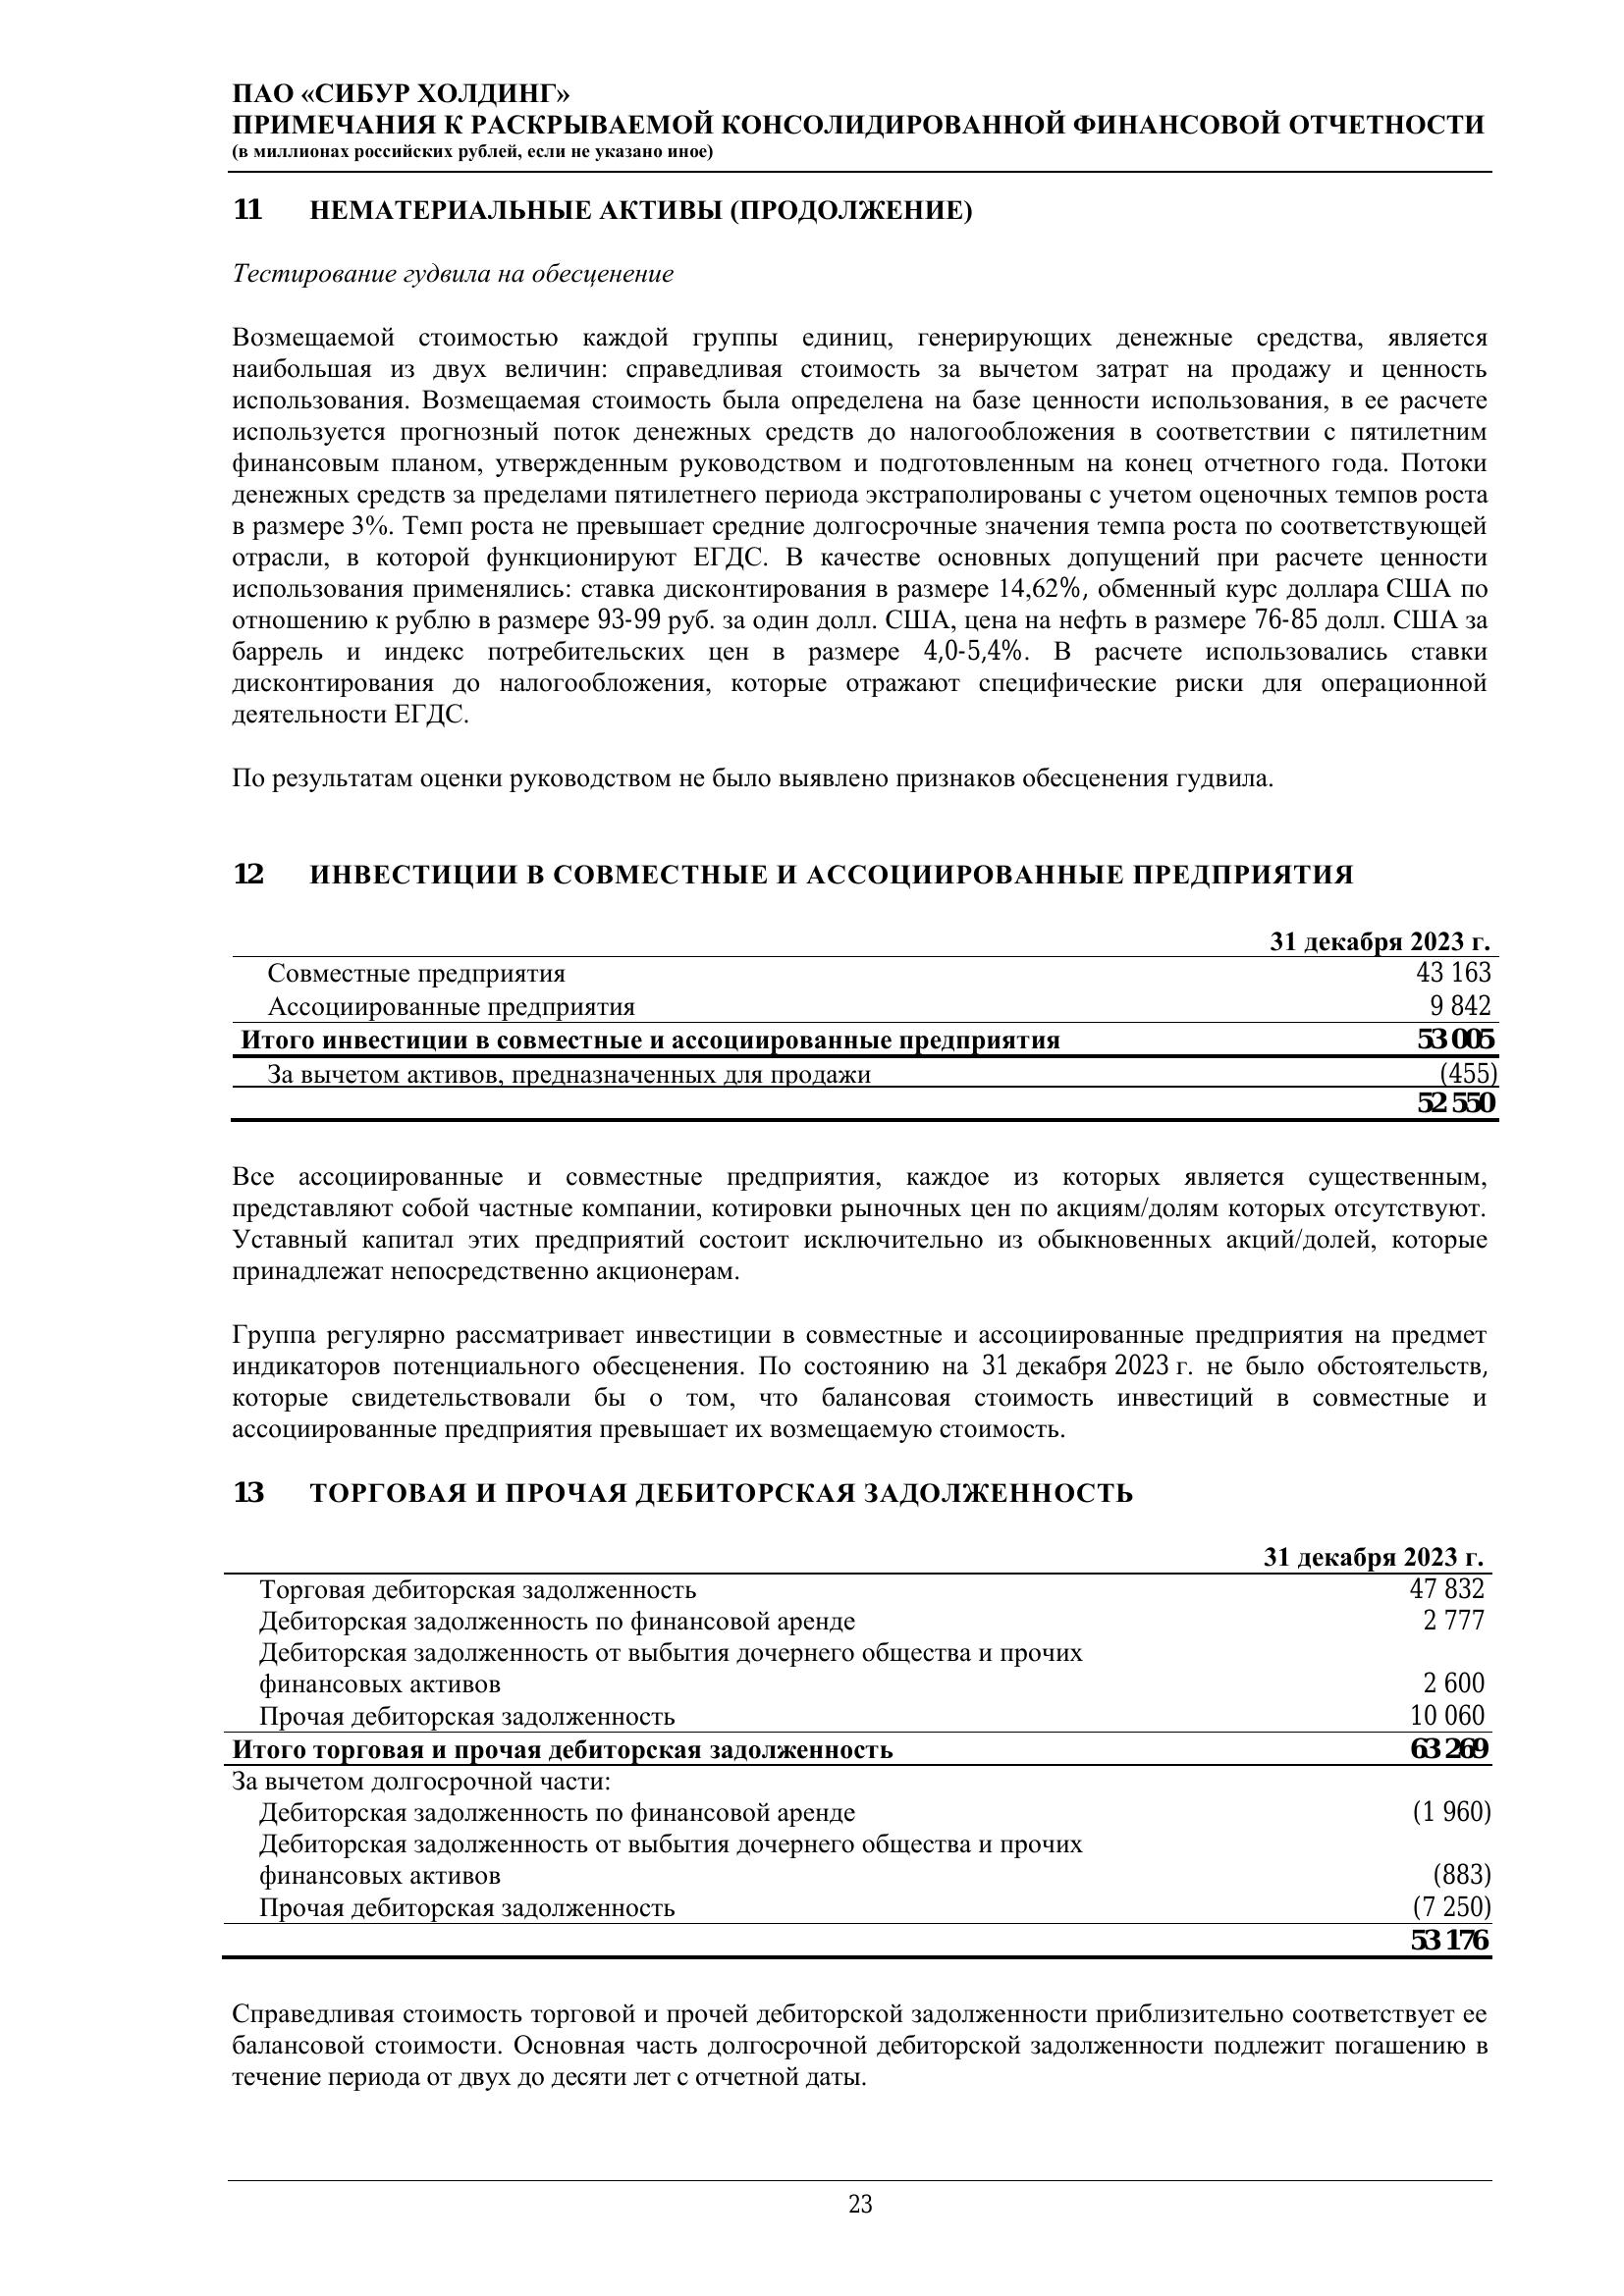 ПАО «СИБУР ХОЛДИНГ»
ПРИМЕЧАНИЯ К РАСКРЫВАЕМОЙ КОНСОЛИДИРОВАННОЙ ФИНАНСОВОЙ ОТЧЕТНОСТИ
(в миллионах российских рублей, если не указано иное)
11 НЕМАТЕРИАЛЬНЫЕ АКТИВЫ (ПРОДОЛЖЕНИЕ)
Тестирование гудвила на обесценение
Возмещаемой стоимостью каждой группы единиц, генерирующих денежные средства, является
наибольшая из двух величин: справедливая стоимость за вычетом затрат на продажу и ценность
использования. Возмещаемая стоимость была определена на базе ценности использования, в ее расчете
используется прогнозный поток денежных средств до налогообложения в соответствии с пятилетним
финансовым планом, утвержденным руководством и подготовленным на конец отчетного года. Потоки
денежных средств за пределами пятилетнего периода экстраполированы с учетом оценочных темпов роста
в размере 3%. Темп роста не превышает средние долгосрочные значения темпа роста по соответствующей
отрасли, в которой функционируют ЕГДС. В качестве основных допущений при расчете ценности
использования применялись: ставка дисконтирования в размере 14,62%, обменный курс доллара США по
отношению к рублю в размере 93-99 руб. за один долл. США, цена на нефть в размере 76-85 долл. США за
баррель и индекс потребительских цен в размере 4,0-5,4%. В расчете использовались ставки
дисконтирования до налогообложения, которые отражают специфические риски для операционной
деятельности ЕГДС.
По результатам оценки руководством не было выявлено признаков обесценения гудвила.
12 ИНВЕСТИЦИИ В СОВМЕСТНЫЕ И АССОЦИИРОВАННЫЕ ПРЕДПРИЯТИЯ
31 декабря 2023 г.
Совместные предприятия 43 163
Ассоциированные предприятия 9 842
Итого инвестиции в совместные и ассоциированные предприятия 53 005
За вычетом активов, предназначенных для продажи (455)
52 550
Все ассоциированные и совместные предприятия, каждое из которых является существенным,
представляют собой частные компании, котировки рыночных цен по акциям/долям которых отсутствуют.
Уставный капитал этих предприятий состоит исключительно из обыкновенных акций/долей, которые
принадлежат непосредственно акционерам.
Группа регулярно рассматривает инвестиции в совместные и ассоциированные предприятия на предмет
индикаторов потенциального обесценения. По состоянию на 31 декабря 2023 г. не было обстоятельств,
которые свидетельствовали бы о том, что балансовая стоимость инвестиций в совместные и
ассоциированные предприятия превышает их возмещаемую стоимость.
13 ТОРГОВАЯ И ПРОЧАЯ ДЕБИТОРСКАЯ ЗАДОЛЖЕННОСТЬ
31 декабря 2023 г.
Торговая дебиторская задолженность 47 832
Дебиторская задолженность по финансовой аренде 2 777
Дебиторская задолженность от выбытия дочернего общества и прочих
финансовых активов 2 600
Прочая дебиторская задолженность 10 060
Итого торговая и прочая дебиторская задолженность 63 269
За вычетом долгосрочной части:
Дебиторская задолженность по финансовой аренде (1 960)
Дебиторская задолженность от выбытия дочернего общества и прочих
финансовых активов (883)
Прочая дебиторская задолженность (7 250)
53 176
Справедливая стоимость торговой и прочей дебиторской задолженности приблизительно соответствует ее
балансовой стоимости. Основная часть долгосрочной дебиторской задолженности подлежит погашению в
течение периода от двух до десяти лет с отчетной даты.
23